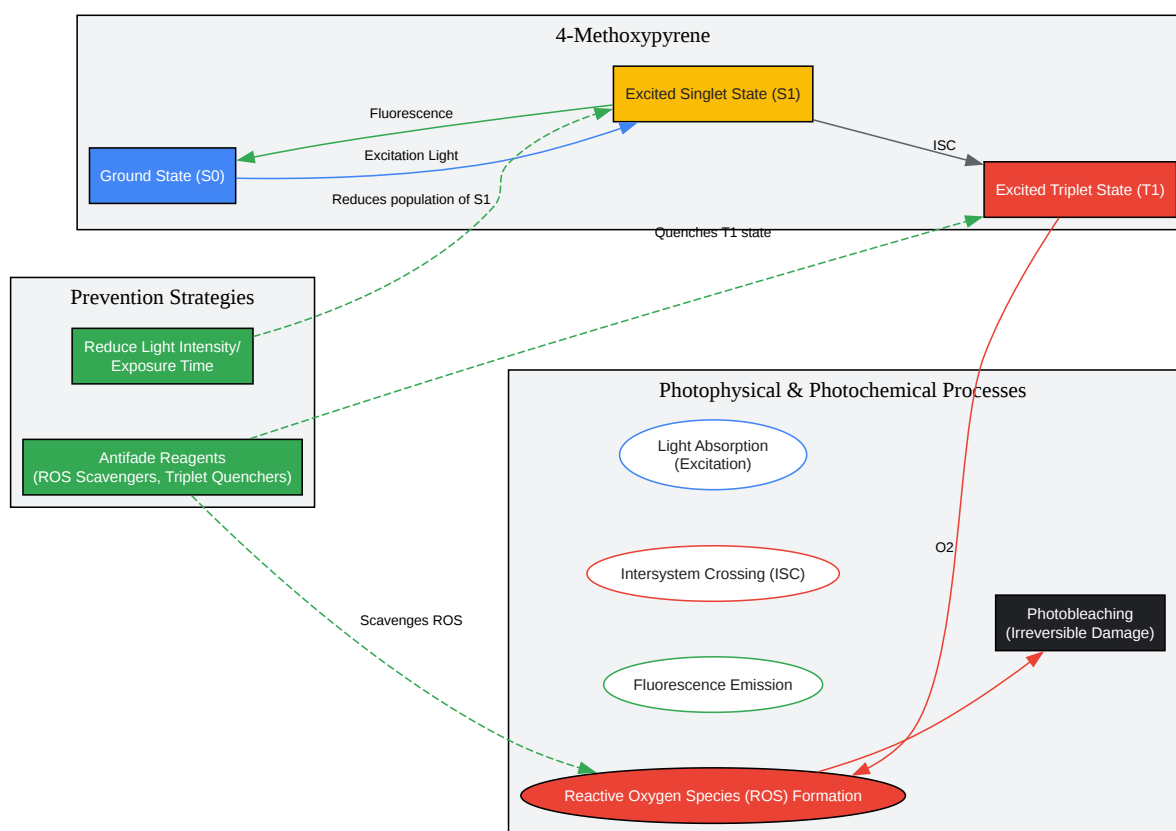 4-Methoxypyrene
Excited Singlet State (S1)
Fluorescence
ISC
Excitation Light
Ground State (S0)
Excited Triplet State (T1)
Reduces population of S1
Quenches T1 state
Prevention Strategies
Reduce Light Intensity/
Exposure Time
Antifade Reagents
(ROS Scavengers, Triplet Quenchers)
Photophysical & Photochemical Processes
Light Absorption
(Excitation)
O2
Intersystem Crossing (ISC)
Scavenges ROS
Photobleaching
(Irreversible Damage)
Fluorescence Emission
Reactive Oxygen Species (ROS) Formation